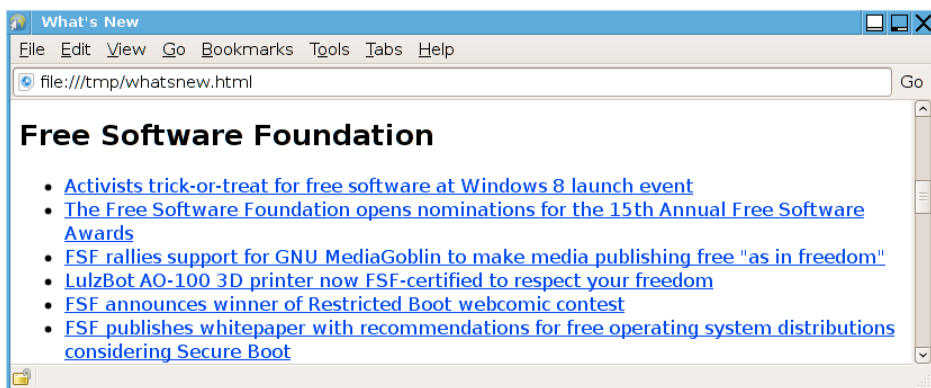 What's New
File Edit View Go Bookmarks Tools Tabs Help
file:///tmp/whatsnew.html Go
Free Software Foundation
Activists trick-or-treat for free software at Windows 8 launch event
The Free Software Foundation opens nominations for the 15th Annual Free Software
Awards
FSF rallies support for GNU MediaGoblin to make media publishing free "as in freedom"
LulzBot AO-100 3D printer now FSF-certified to respect your freedom
FSF announces winner of Restricted Boot webcomic contest
FSF publishes whitepaper with recommendations for free operating system distributions
considering Secure Boot